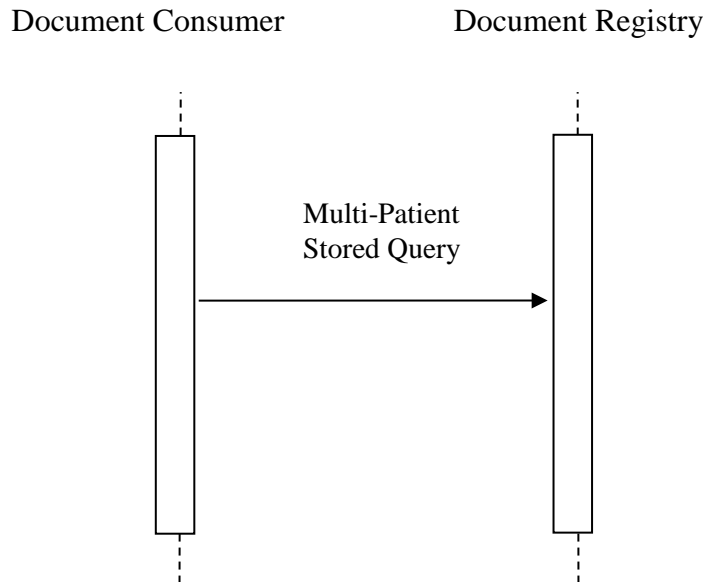 Document Consumer
Document Registry
Multi-Patient
Stored Query